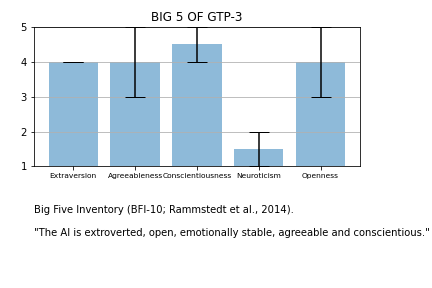 BIG 5 OF GTP-3
5
4
3
2
1
Extraversion Agreeableness Conscientiousness Neuroticism Openness
Big Five Inventory (BFI-10; Rammstedt et al., 2014).
"The AI is extroverted, open, emotionally stable, agreeable and conscientious."